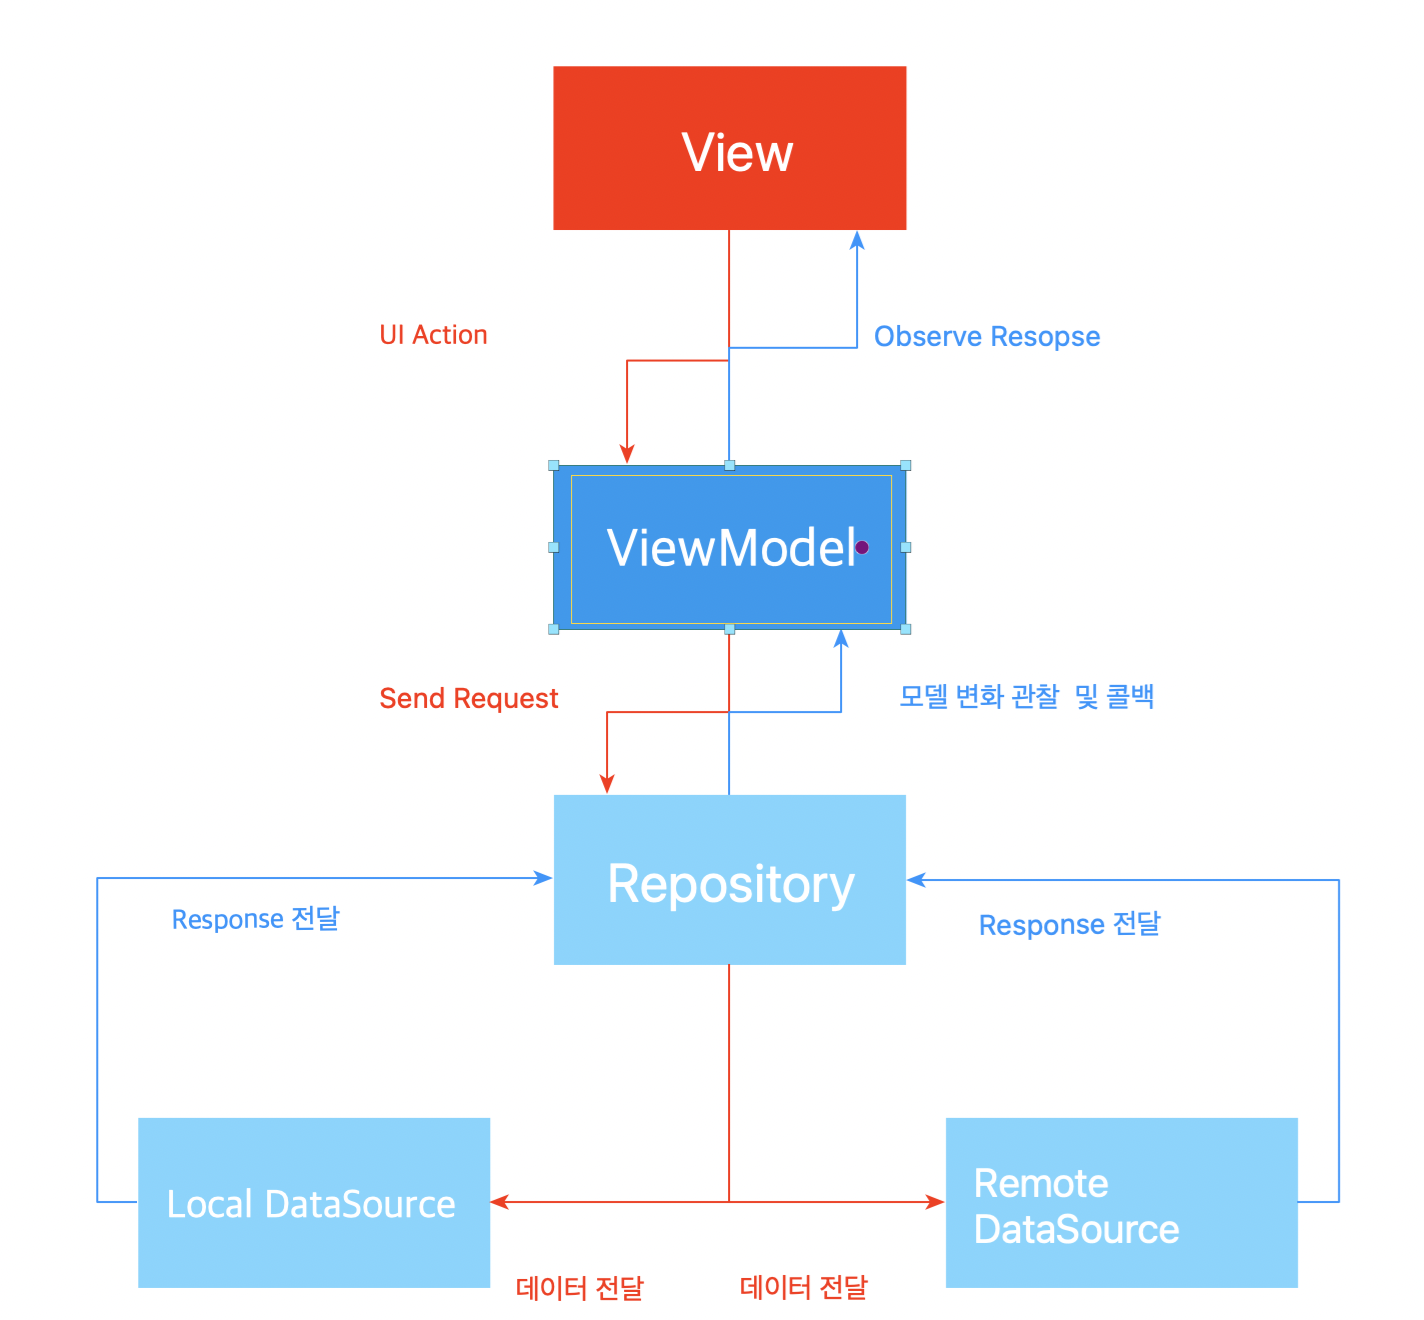 View
UI Action
Observe Resopse
ViewModel
Send Request
모델 변화 관찰 및 콜백
Repository
Response 전달
Response 전달
Local DataSource
Remote
DataSource
데이터 전달
데이터 전달